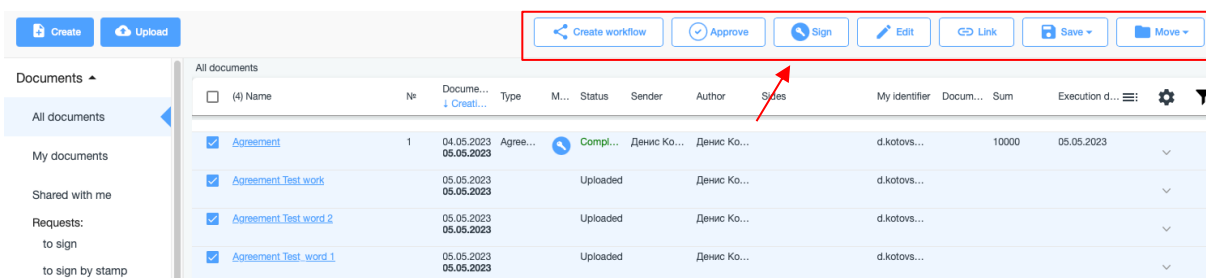 Create Upload Create workflow Approve Sign Edit Link Save Move
Documents
All documents
My documents
Shared with me
Requests:
to sign
to sign by stamp
All documents
(4) Name № Docume... Type M... Status Sender Author Sides My identifier Docum... Sum Execution d...
↓ Creati...
Agreement 1 04.05.2023 Agree... Compl... Денис Ко... Денис Ко... d.kotovs... 10000 05.05.2023
05.05.2023
Agreement Test work 05.05.2023 Uploaded Денис Ко... d.kotovs...
05.05.2023
Agreement Test word 2 05.05.2023 Uploaded Денис Ко... d.kotovs...
05.05.2023
Agreement Test, word 1 05.05.2023 Uploaded Денис Ко... d.kotovs...
05.05.2023